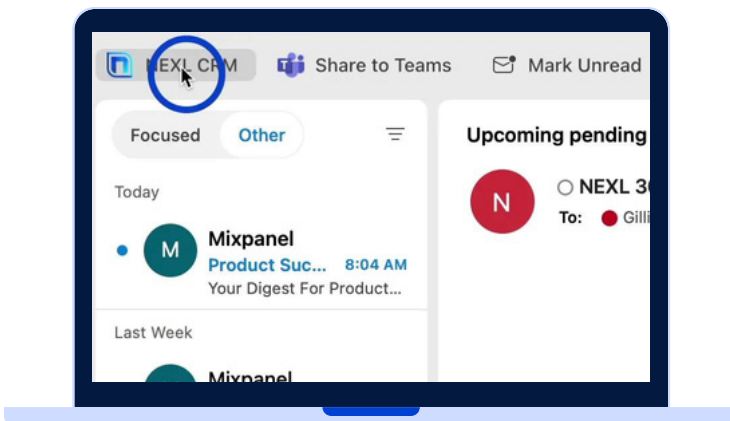 NEXL CRM Share to Teams Mark Unread
Focused Other
Upcoming pending
Today
N
NEXL
To: Gilli
M
Mixpanel
Product Suc... 8:04 AM
Your Digest For Product...
Last Week
Mixpanel